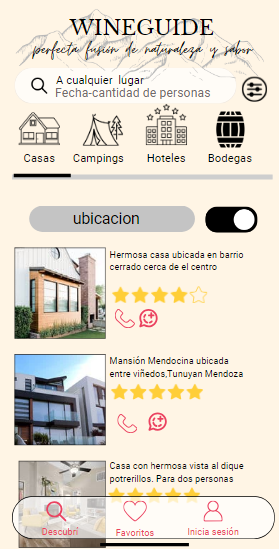 WINEGUIDE
perfecta fusión de naturaleza y sabor
A cualquier lugar
Fecha-cantidad de personas
Casas
Campings
Hoteles
Bodegas
ubicacion
Hermosa casa ubicada en barrio
cerrado cerca de el centro
Mansión Mendocina ubicada
entre viñedos,Tunuyan Mendoza
Casa con hermosa vista al dique
potrerillos. Para dos personas
Descubrí
Favoritos
Inicia sesión